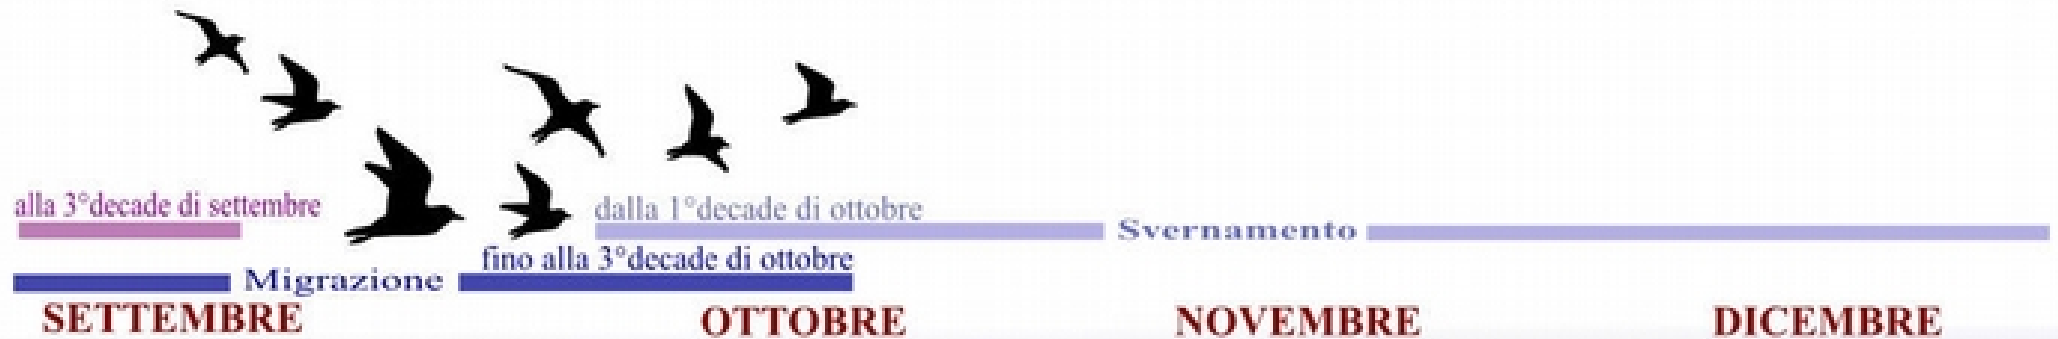 alla 3°decade di settembre
dalla 1°decade di ottobre
Svernamento
fino alla 3°decade di ottobre
Migrazione
SETTEMBRE OTTOBRE NOVEMBRE DICEMBRE